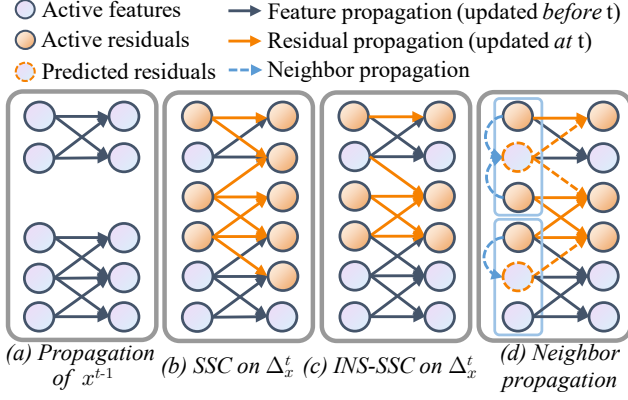 Active features
Feature propagation (updated before t)
Active residuals
Residual propagation (updated at t)
Predicted residuals
Neighbor propagation
(a) Propagation of x^{t-1}
(b) SSC on Δ_x^t
(c) INS-SSC on Δ_x^t
(d) Neighbor propagation